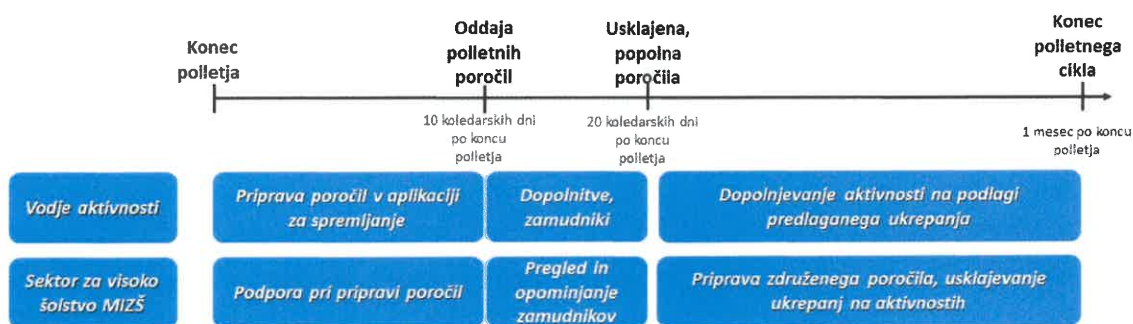 Konec
polletja
Oddaja
polletnih
poročil
Usklajena,
popolna
poročila
Konec
polletnega
cikla
10 koledarskih dni
po koncu
polletja
20 koledarskih dni
po koncu
polletja
1 mesec po koncu
polletja
Vodje aktivnosti
Priprava poročil v aplikaciji
za spremljanje
Dopolnitve,
zamudniki
Dopolnjevanje aktivnosti na podlagi
predlaganega ukrepanja
Sektor za visoko
šolstvo MIZŠ
Podpora pri pripravi poročil
Pregled in
opominjanje
zamudnikov
Priprava združenega poročila, usklajevanje
ukrepanj na aktivnostih